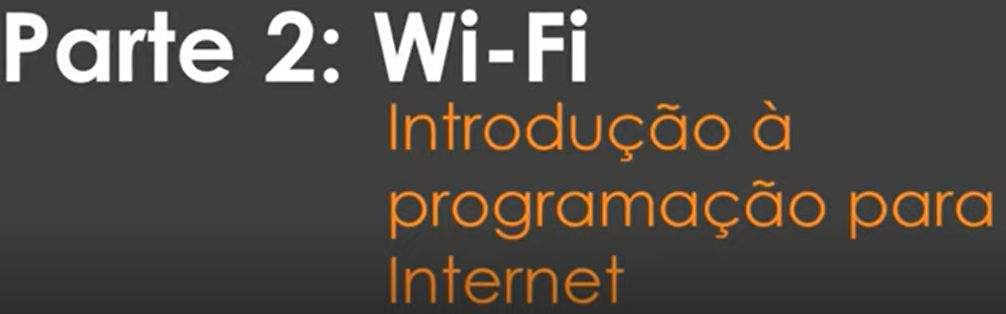 Parte 2: Wi-Fi
Introdução à
programação para
Internet